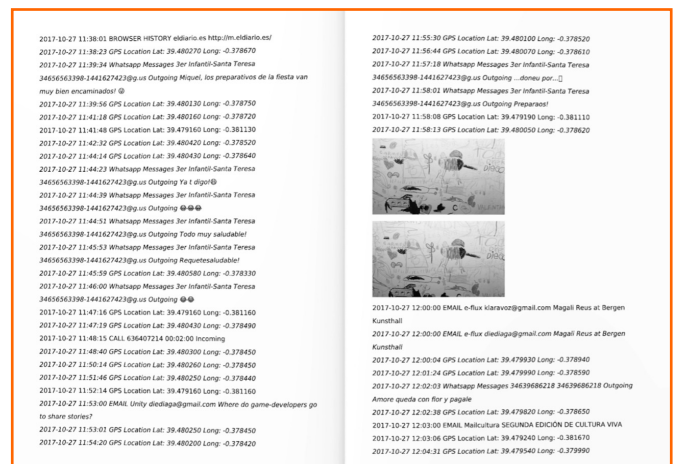 2017-10-27 11:38:01 BROWSER HISTORY eldiario.es http://m.eldiario.es/
2017-10-27 11:38:23 GPS Location Lat: 39.480270 Long: -0.378670
2017-10-27 11:39:34 Whatsapp Messages 3er Infantil-Santa Teresa
34656563398-1441627423@g.us Outgoing Miquel, los preparativos de la fiesta van
muy bien encaminados! 😜
2017-10-27 11:39:56 GPS Location Lat: 39.480130 Long: -0.378750
2017-10-27 11:41:18 GPS Location Lat: 39.480160 Long: -0.378720
2017-10-27 11:41:48 GPS Location Lat: 39.479160 Long: -0.381130
2017-10-27 11:42:32 GPS Location Lat: 39.480420 Long: -0.378520
2017-10-27 11:44:14 GPS Location Lat: 39.480430 Long: -0.378640
2017-10-27 11:44:23 Whatsapp Messages 3er Infantil-Santa Teresa
34656563398-1441627423@g.us Outgoing Ya t digo!😆
2017-10-27 11:44:39 Whatsapp Messages 3er Infantil-Santa Teresa
34656563398-1441627423@g.us Outgoing 😂😂😂
2017-10-27 11:44:51 Whatsapp Messages 3er Infantil-Santa Teresa
34656563398-1441627423@g.us Outgoing Todo muy saludable!
2017-10-27 11:45:53 Whatsapp Messages 3er Infantil-Santa Teresa
34656563398-1441627423@g.us Outgoing Requetesaludable!
2017-10-27 11:45:59 GPS Location Lat: 39.480580 Long: -0.378330
2017-10-27 11:46:00 Whatsapp Messages 3er Infantil-Santa Teresa
34656563398-1441627423@g.us Outgoing 😂😂
2017-10-27 11:47:16 GPS Location Lat: 39.479160 Long: -0.381160
2017-10-27 11:47:19 GPS Location Lat: 39.480430 Long: -0.378490
2017-10-27 11:48:15 CALL 636407214 00:02:00 Incoming
2017-10-27 11:48:40 GPS Location Lat: 39.480300 Long: -0.378450
2017-10-27 11:50:14 GPS Location Lat: 39.480260 Long: -0.378450
2017-10-27 11:51:46 GPS Location Lat: 39.480250 Long: -0.378440
2017-10-27 11:52:14 GPS Location Lat: 39.479160 Long: -0.381160
2017-10-27 11:53:00 EMAIL Unity diediaga@gmail.com Where do game-developers go
to share stories?
2017-10-27 11:53:01 GPS Location Lat: 39.480250 Long: -0.378450
2017-10-27 11:54:20 GPS Location Lat: 39.480200 Long: -0.378420
2017-10-27 11:55:30 GPS Location Lat: 39.480100 Long: -0.378520
2017-10-27 11:56:44 GPS Location Lat: 39.480070 Long: -0.378610
2017-10-27 11:57:18 Whatsapp Messages 3er Infantil-Santa Teresa
34656563398-1441627423@g.us Outgoing ...doneu por...
2017-10-27 11:58:01 Whatsapp Messages 3er Infantil-Santa Teresa
34656563398-1441627423@g.us Outgoing Preparaos!
2017-10-27 11:58:08 GPS Location Lat: 39.479190 Long: -0.381110
2017-10-27 11:58:13 GPS Location Lat: 39.480050 Long: -0.378620
2017-10-27 12:00:00 EMAIL e-flux klaravoz@gmail.com Magali Reus at Bergen
Kunsthall
2017-10-27 12:00:00 EMAIL e-flux diediaga@gmail.com Magali Reus at Bergen
Kunsthall
2017-10-27 12:00:04 GPS Location Lat: 39.479930 Long: -0.378940
2017-10-27 12:01:24 GPS Location Lat: 39.479990 Long: -0.378590
2017-10-27 12:02:03 Whatsapp Messages 34639686218 34639686218 Outgoing
Amore queda con flor y pagale
2017-10-27 12:02:38 GPS Location Lat: 39.479820 Long: -0.378650
2017-10-27 12:03:00 EMAIL Mailcultura SEGUNDA EDICIÓN DE CULTURA VIVA
2017-10-27 12:03:06 GPS Location Lat: 39.479240 Long: -0.381670
2017-10-27 12:04:31 GPS Location Lat: 39.479540 Long: -0.379990